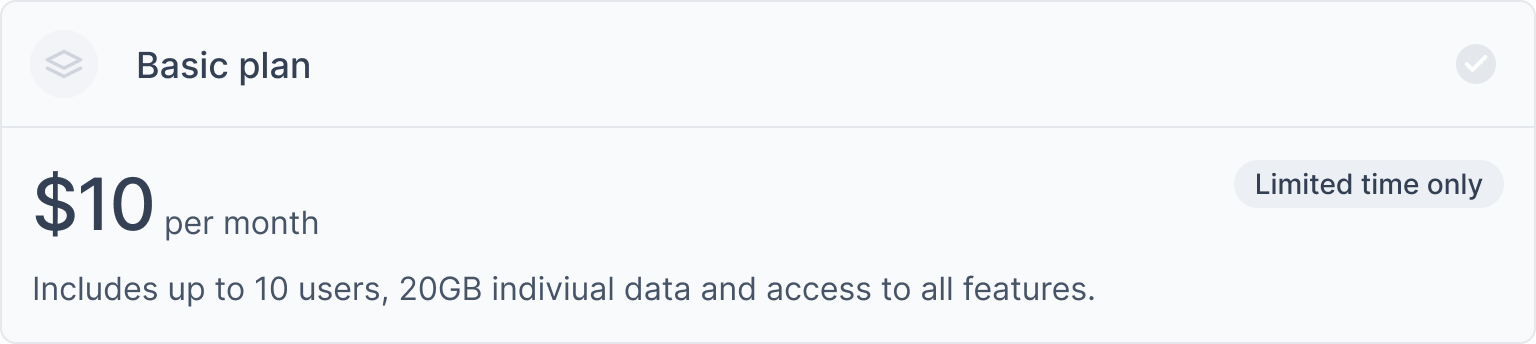 Basic plan
$10 per month
Limited time only
Includes up to 10 users, 20GB indiviual data and access to all features.